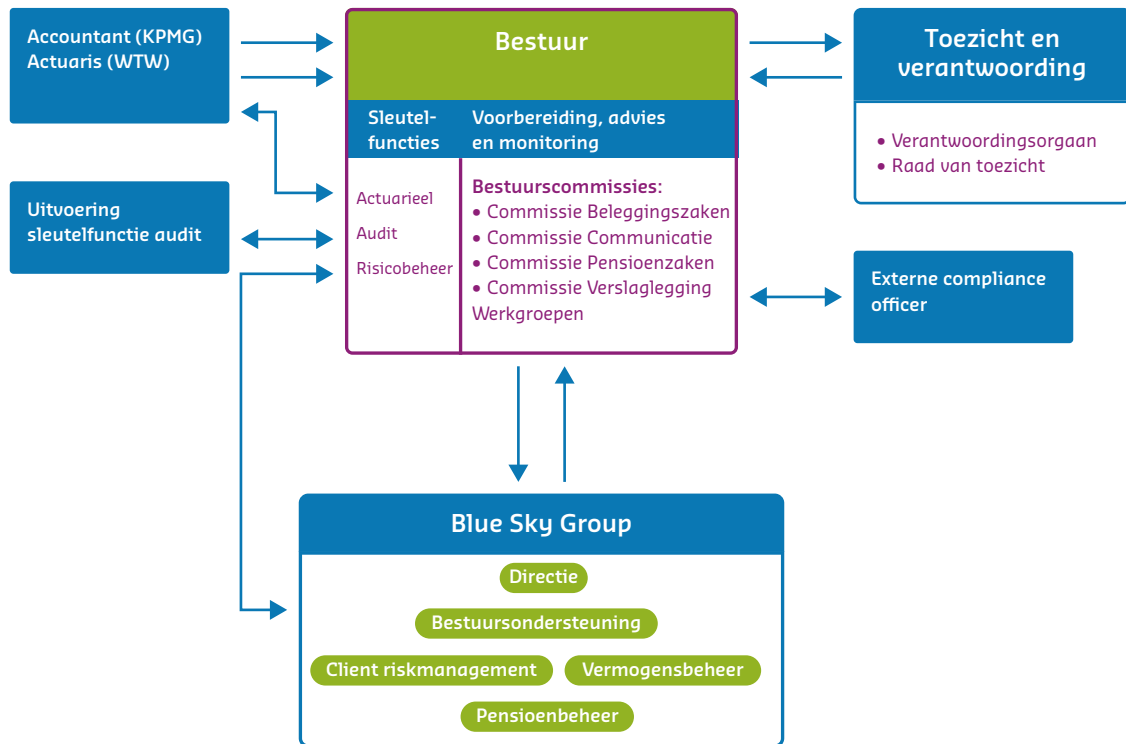 Accountant (KPMG)
Actuaris (WTW)
Bestuur
Toezicht en
verantwoording
Sleutel-
functies
Voorbereiding, advies
en monitoring
• Verantwoordingsorgaan
• Raad van toezicht
Uitvoering
sleutelfunctie audit
Actuarieel
Audit
Risicobeheer
Bestuurscommissies:
• Commissie Beleggingszaken
• Commissie Communicatie
• Commissie Pensioenzaken
• Commissie Verslaglegging
Werkgroepen
Externe compliance
officer
Blue Sky Group
Directie
Bestuursondersteuning
Client riskmanagement
Vermogensbeheer
Pensioenbeheer